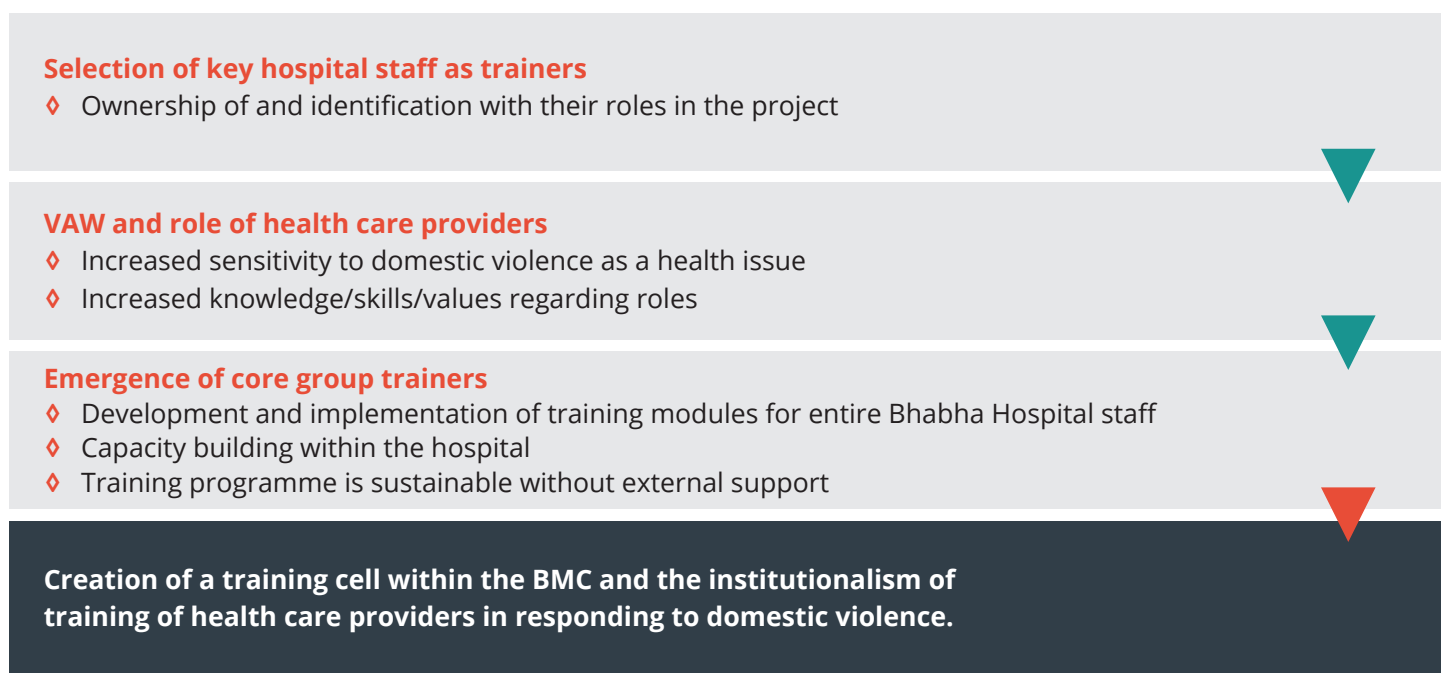 Selection of key hospital staff as trainers
◊ Ownership of and identification with their roles in the project
VAW and role of health care providers
◊ Increased sensitivity to domestic violence as a health issue
◊ Increased knowledge/skills/values regarding roles
Emergence of core group trainers
◊ Development and implementation of training modules for entire Bhabha Hospital staff
◊ Capacity building within the hospital
◊ Training programme is sustainable without external support
Creation of a training cell within the BMC and the institutionalism of
training of health care providers in responding to domestic violence.